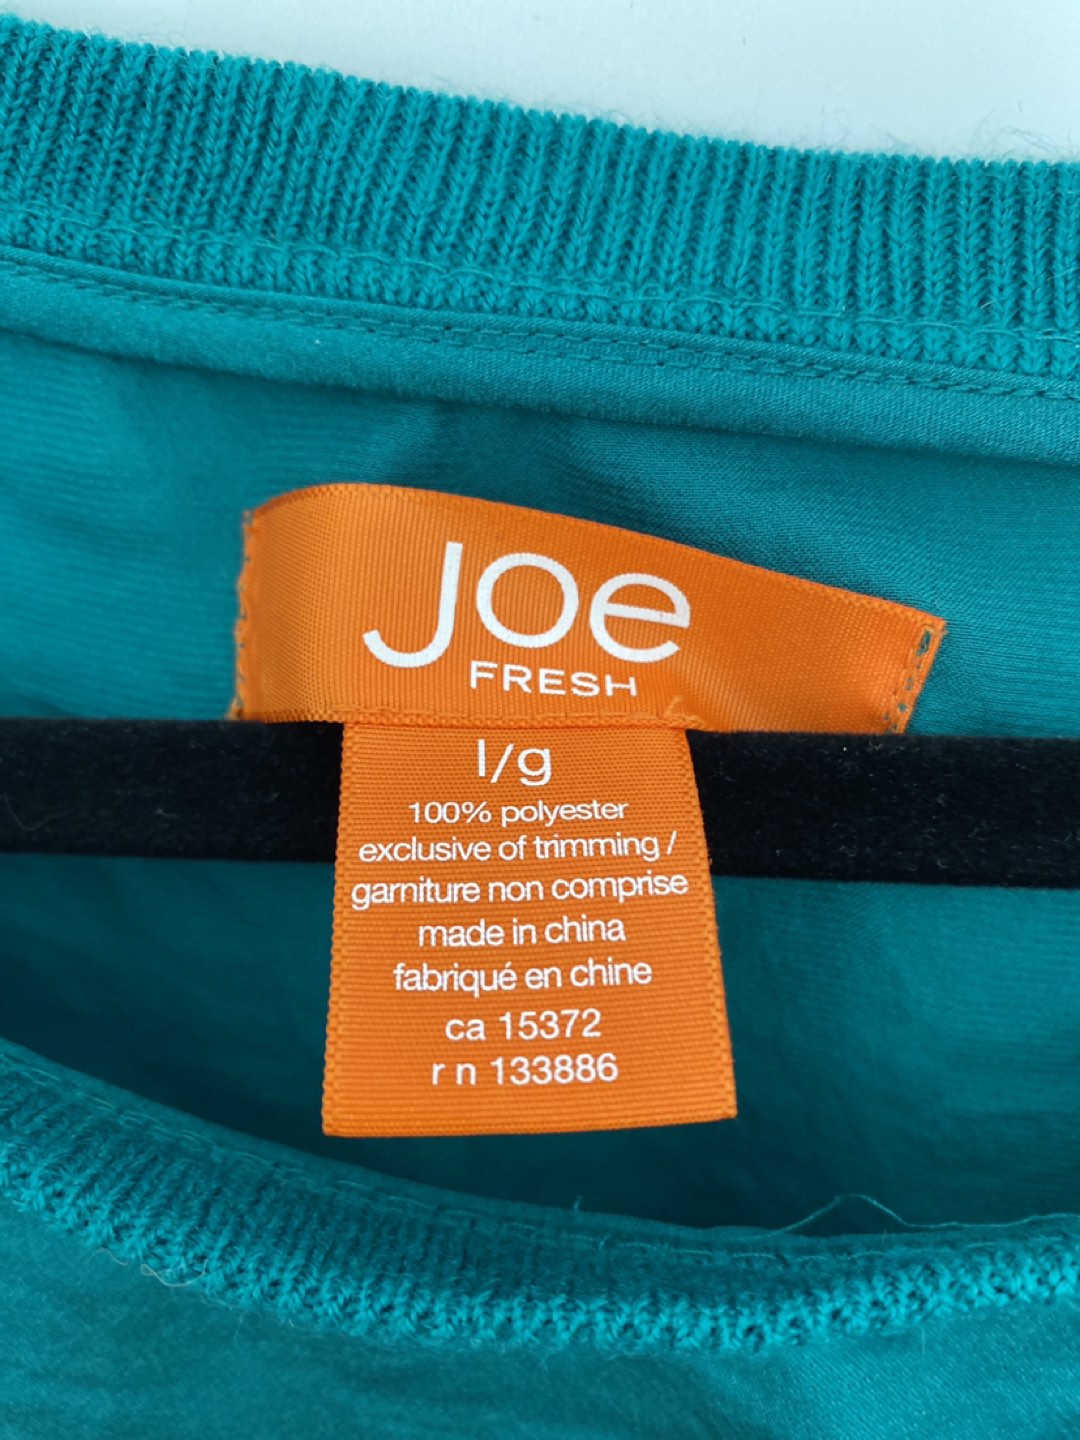 Joe
FRESH
l/g
100% polyester
exclusive of trimming /
garniture non comprise
made in china
fabriqué en chine
ca 15372
r n 133886